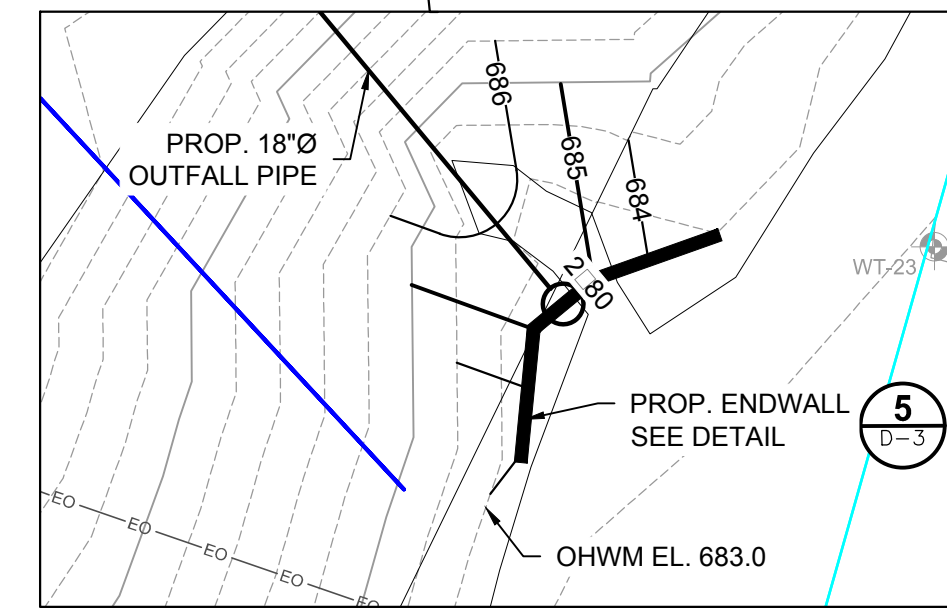 686
PROP. 18"Ø
OUTFALL PIPE
685
684
2□80
WT-23
PROP. ENDWALL
SEE DETAIL
5
D-3
OHWM EL. 683.0
EO
EO
EO
EO
EO